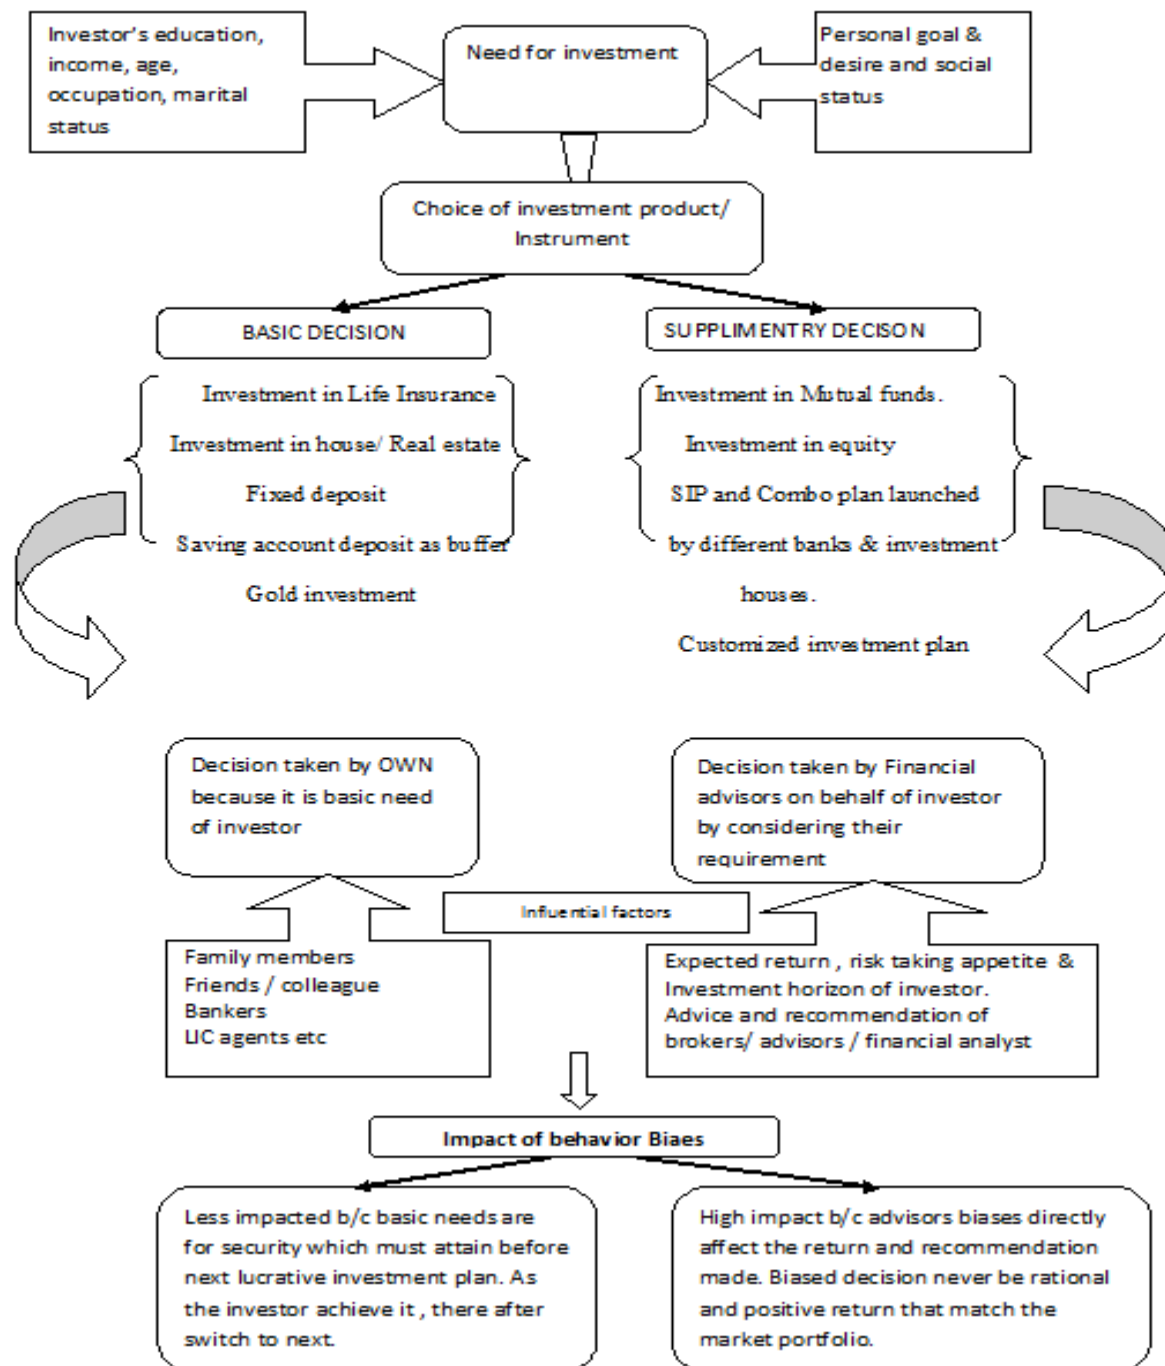 Investor's education,
income, age,
occupation, marital
status
Need for investment
Personal goal &
desire and social
status
Choice of investment product/
Instrument
BASIC DECISION
SUPPLIMENTRY DECISON
Investment in Life Insurance
Investment in house/ Real estate
Fixed deposit
Saving account deposit as buffer
Gold investment
Investment in Mutual funds.
Investment in equity
SIP and Combo plan launched
by different banks & investment
houses.
Customized investment plan
Decision taken by OWN
because it is basic need
of investor
Decision taken by Financial
advisors on behalf of investor
by considering their
requirement
Influential factors
Family members
Friends / colleague
Bankers
LIC agents etc
Expected return , risk taking appetite &
Investment horizon of investor.
Advice and recommendation of
brokers/ advisors / financial analyst
Impact of behavior Biaes
Less impacted b/c basic needs are
for security which must attain before
next lucrative investment plan. As
the investor achieve it , there after
switch to next.
High impact b/c advisors biases directly
affect the return and recommendation
made. Biased decision never be rational
and positive return that match the
market portfolio.